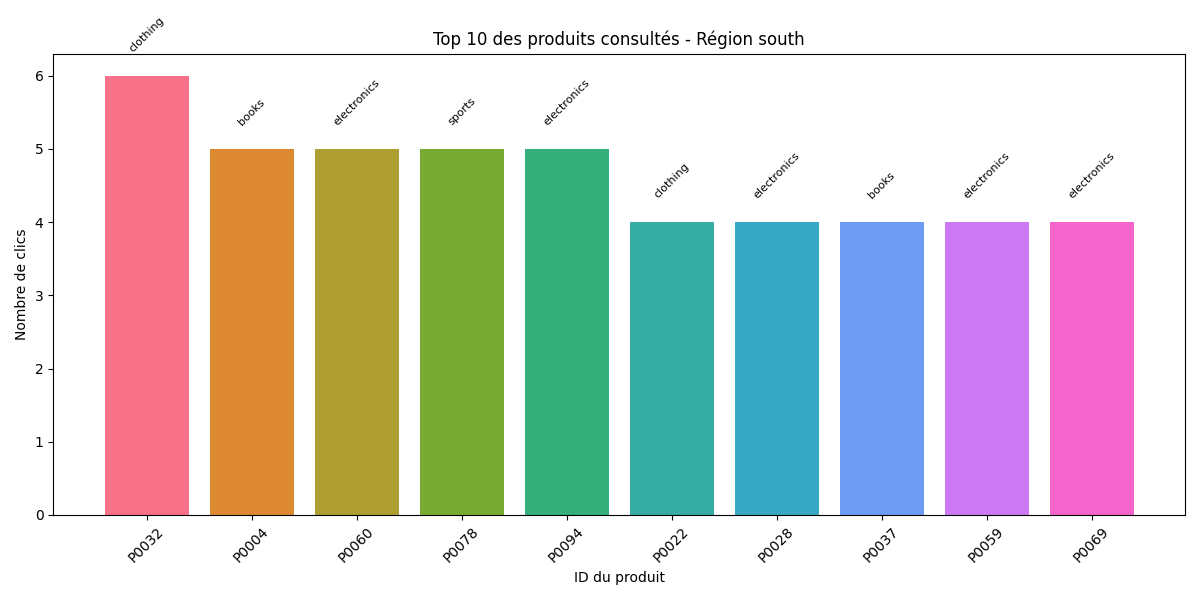 Top 10 des produits consultés - Région south
clothing
books
electronics
sports
electronics
clothing
electronics
books
electronics
electronics
Nombre de clics
6
5
4
3
2
1
0
P0032
P0004
P0060
P0078
P0094
P0022
P0028
P0037
P0059
P0069
ID du produit